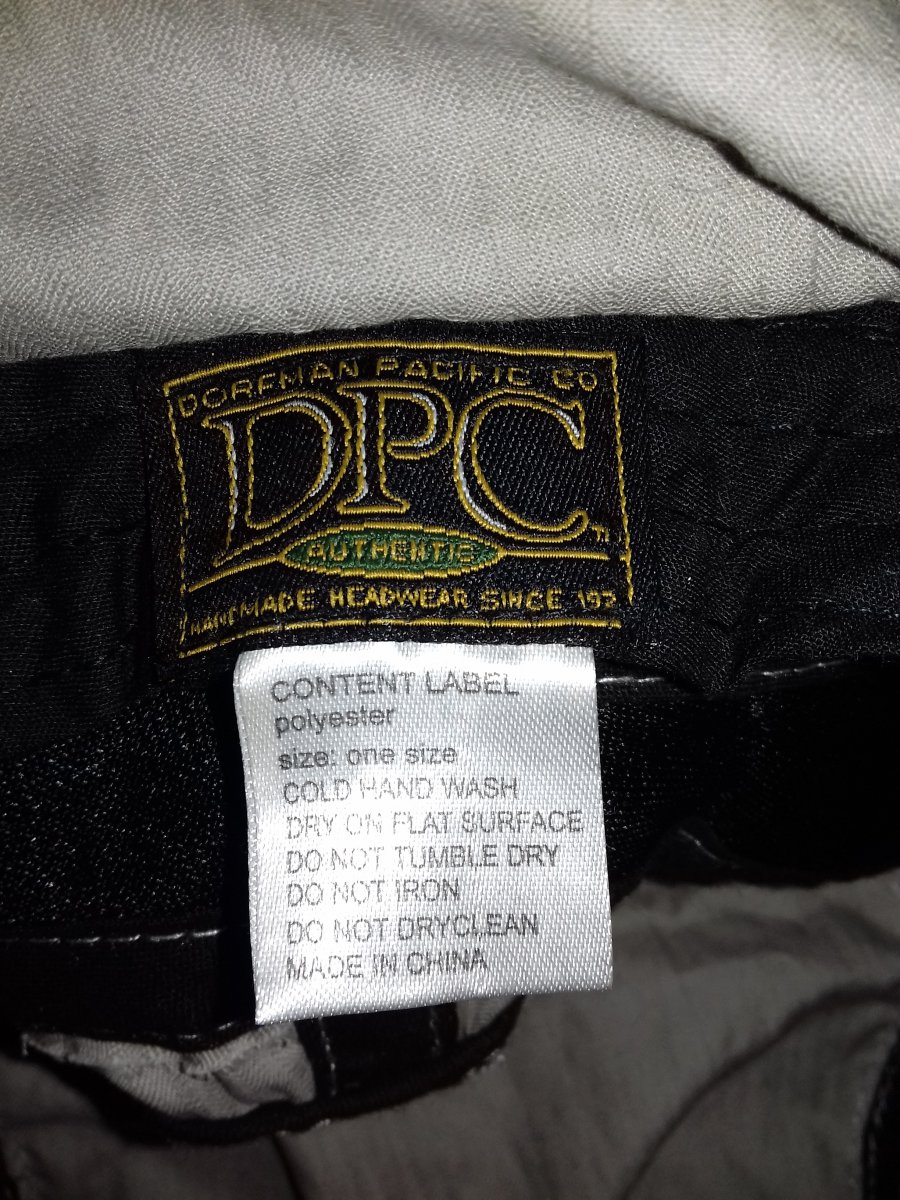 DORFMAN PACIFIC CO
DPC
AUTHENTIC
HANDMADE HEADWEAR SINCE 192
CONTENT LABEL
polyester
size: one size
COLD HAND WASH
DRY ON FLAT SURFACE
DO NOT TUMBLE DRY
DO NOT IRON
DO NOT DRYCLEAN
MADE IN CHINA